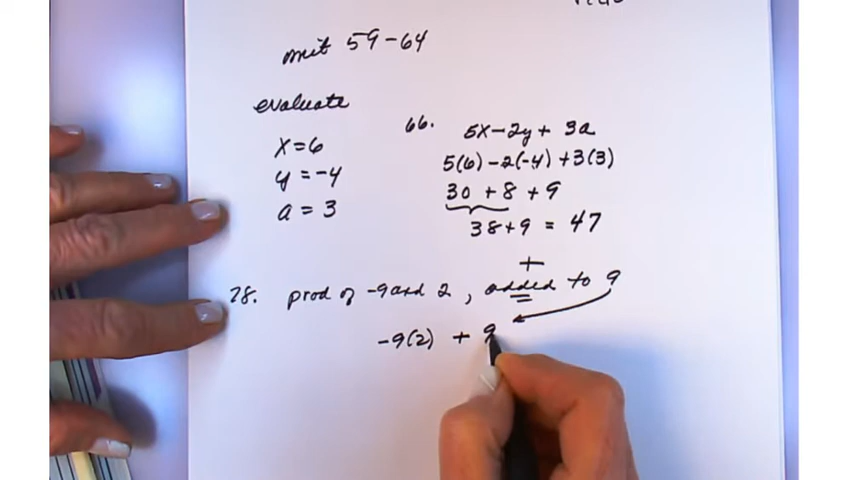 omit 59-64
evaluate
66. 5x-2y+ 3a
x=6
5(6)-2(-4)+3(3)
y=-4
30 +8 +9
a=3
38+9 = 47
+
78. prod of -9 and 2, added to 9
-9(2) + 9